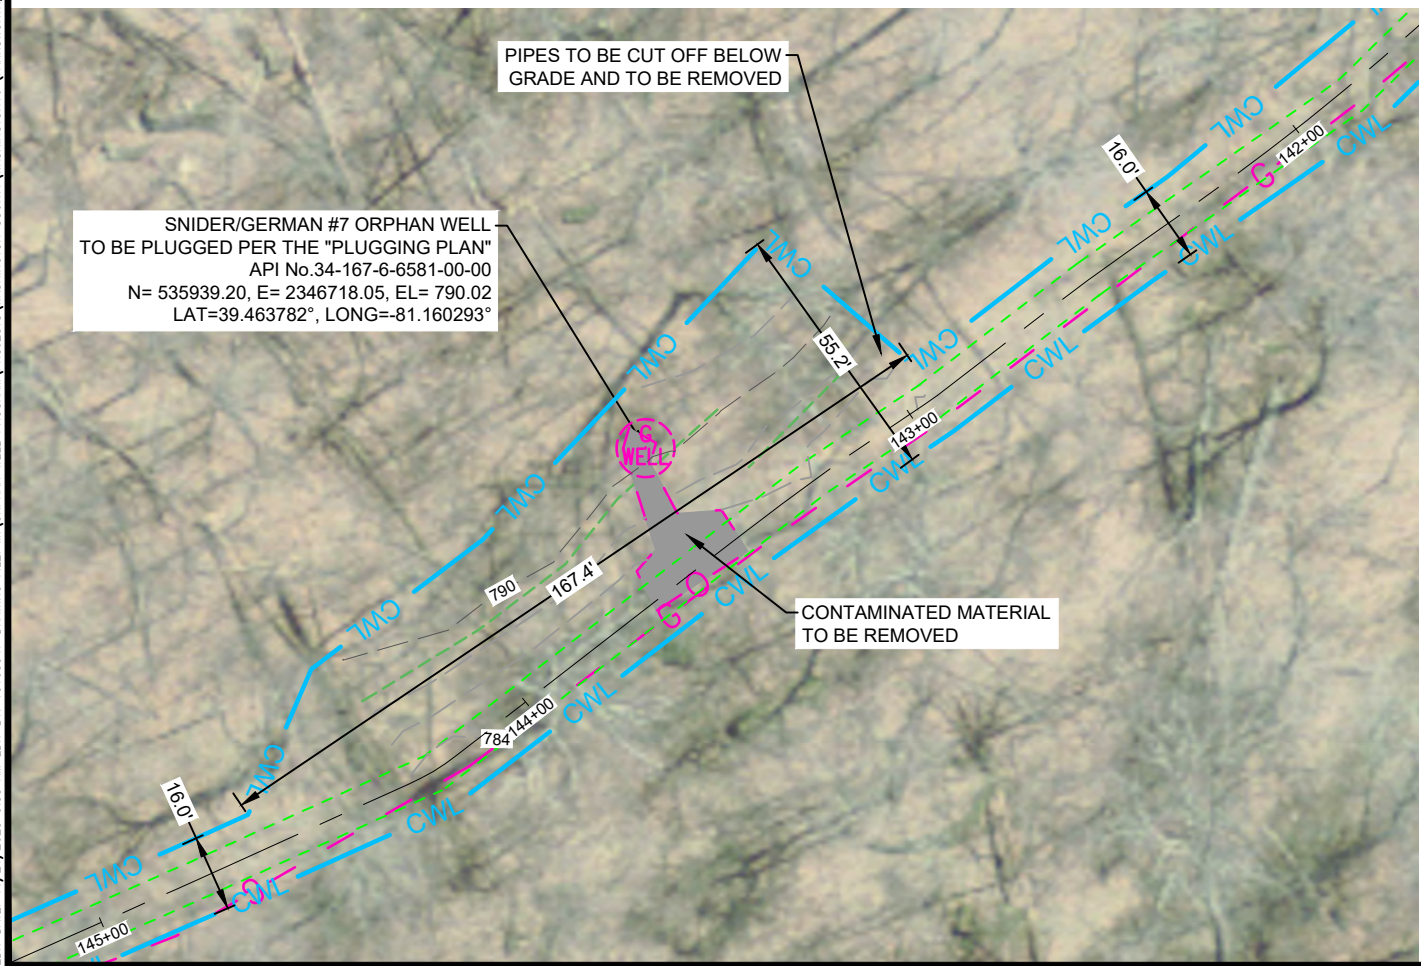 PIPES TO BE CUT OFF BELOW
GRADE AND TO BE REMOVED
SNIDER/GERMAN #7 ORPHAN WELL
TO BE PLUGGED PER THE "PLUGGING PLAN"
API No.34-167-6-6581-00-00
N= 535939.20, E= 2346718.05, EL= 790.02
LAT=39.463782°, LONG=-81.160293°
CWL
CWL
142+00
G
16.0'
CWL
CWL
CWL
CWL
55.2'
CWL
CWL
CWL
143+00
G
WELL
CWL
CWL
167.4'
790
G
CWL
CONTAMINATED MATERIAL
TO BE REMOVED
CWL
CWL
144+00
784
CWL
CWL
16.0'
CWL
G
CWL
145+00